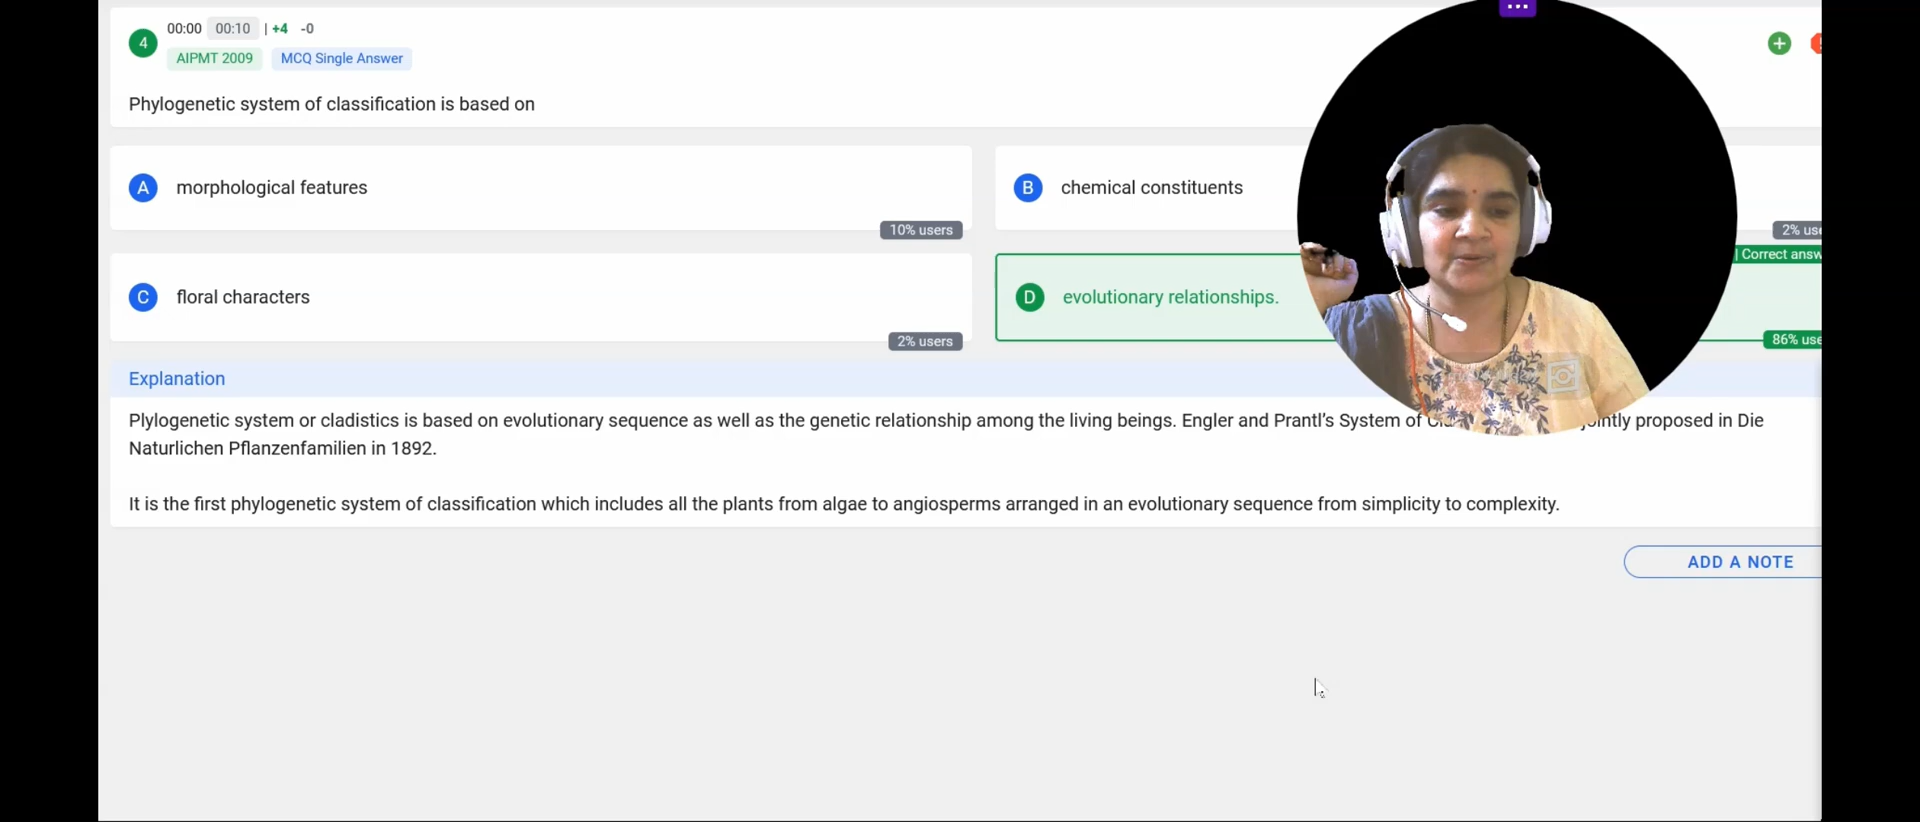 4 00:00 00:10 | +4 -0
AIPMT 2009 MCQ Single Answer
Phylogenetic system of classification is based on
A morphological features
10% users
B chemical constituents
2%
C floral characters
2% users
| Correct
D evolutionary relationships.
86%
Explanation
Plylogenetic system or cladistics is based on evolutionary sequence as well as the genetic relationship among the living beings. Engler and Prantl’s System of proposed in Die
Naturlichen Pflanzenfamilien in 1892.
It is the first phylogenetic system of classification which includes all the plants from algae to angiosperms arranged in an evolutionary sequence from simplicity to complexity.
ADD A NOTE